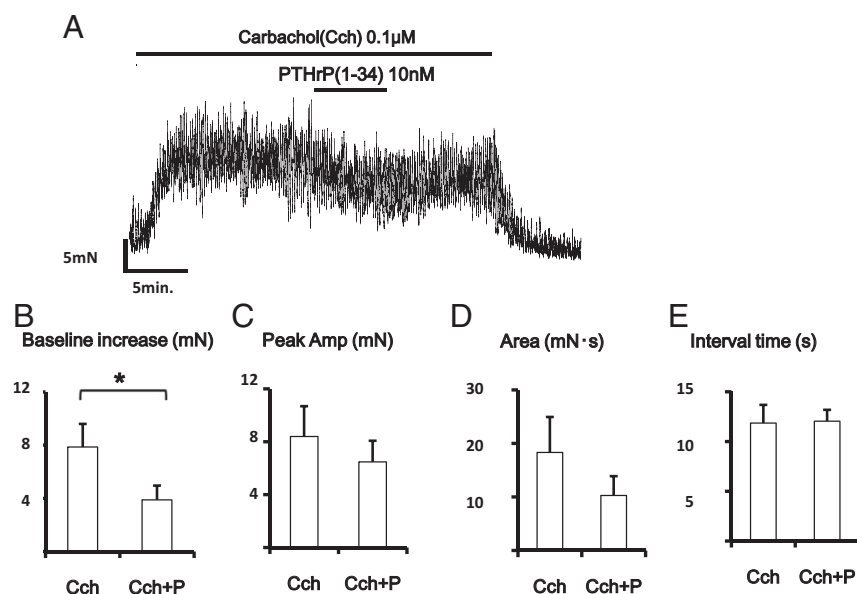 A
Carbachol(Cch) 0.1µM
PTHrP(1-34) 10nM
5mN
5min.
B
Baseline increase (mN)
12
8
4
*
Cch
Cch+P
C
Peak Amp (mN)
12
8
4
Cch
Cch+P
D
Area (mN·s)
30
20
10
Cch
Cch+P
E
Interval time (s)
15
10
5
Cch
Cch+P